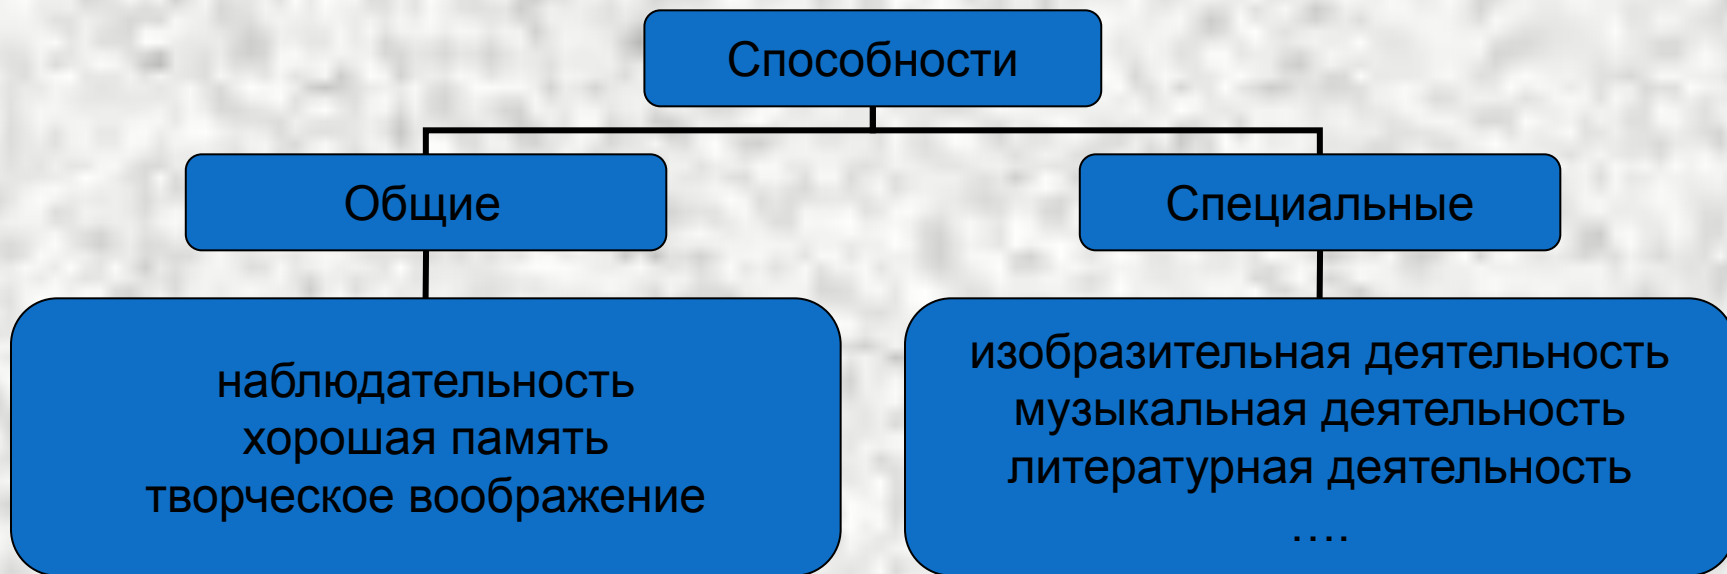 Способности
Общие
Специальные
наблюдательность
хорошая память
творческое воображение
изобразительная деятельность
музыкальная деятельность
литературная деятельность
….